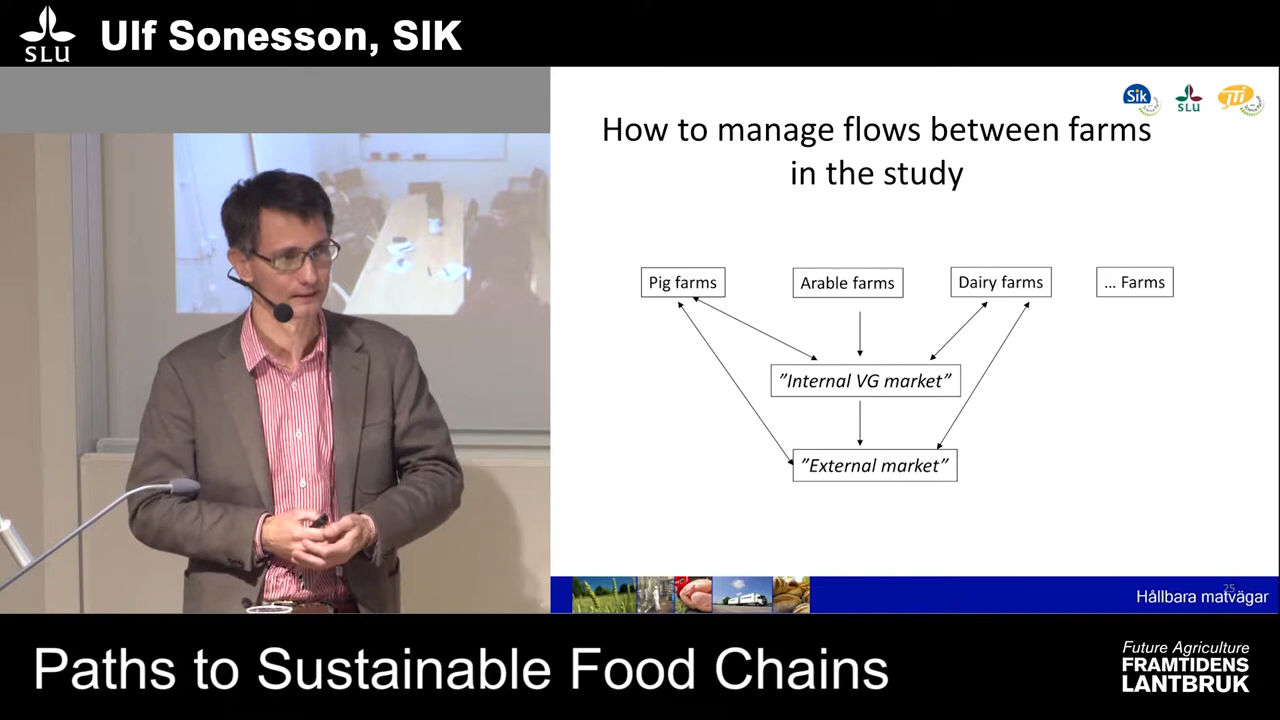 SLU
Ulf Sonesson, SIK
Sik
SLU
JTI
How to manage flows between farms
in the study
Pig farms
Arable farms
Dairy farms
... Farms
”Internal VG market”
”External market”
25
Hållbara matvägar
Paths to Sustainable Food Chains
Future Agriculture
FRAMTIDENS
LANTBRUK